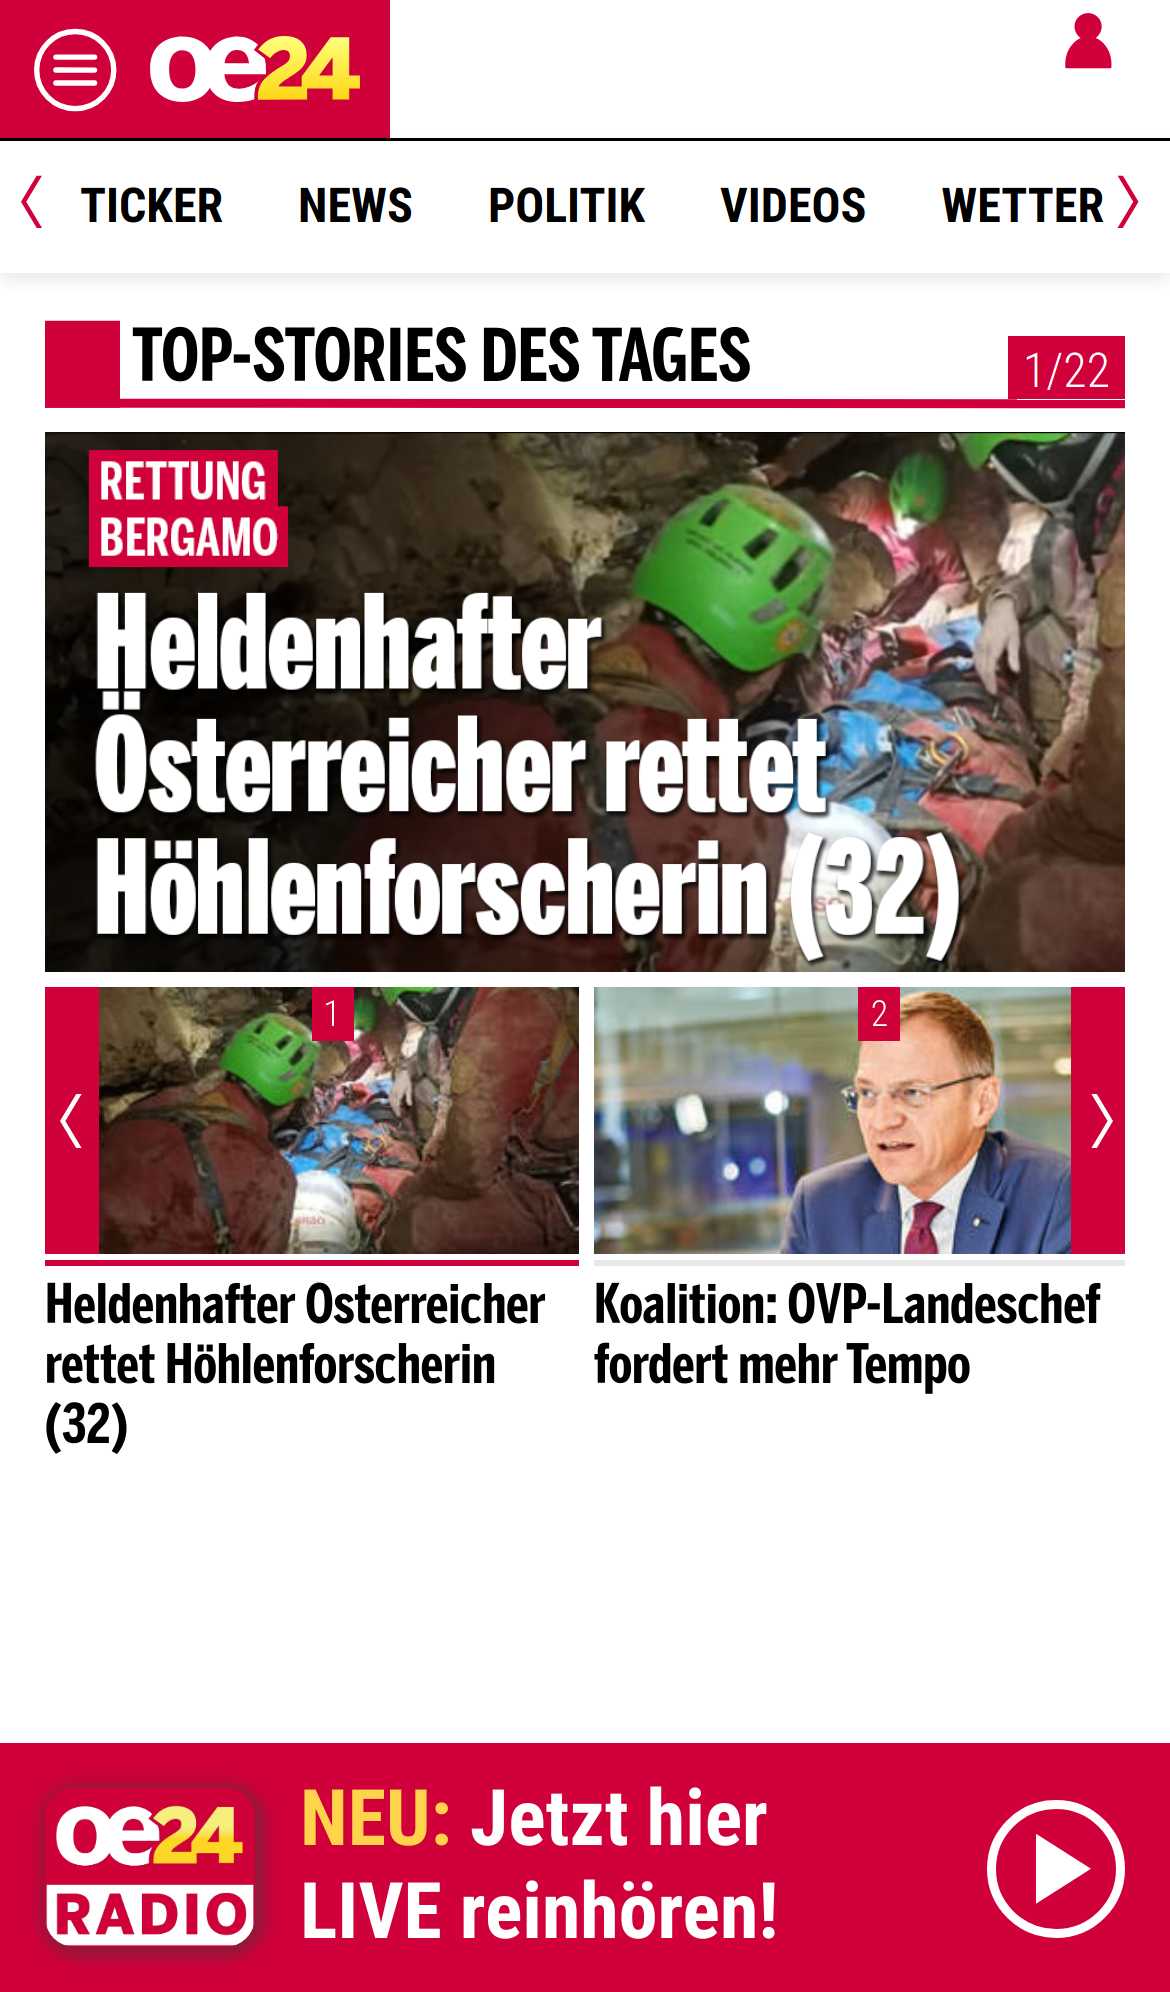 oe24
TICKER NEWS POLITIK VIDEOS WETTER
TOP-STORIES DES TAGES
1/22
RETTUNG
BERGAMO
Heldenhafter
Österreicher rettet
Höhlenforscherin (32)
1
2
Heldenhafter Osterreicher
rettet Höhlenforscherin
(32)
Koalition: OVP-Landeschef
fordert mehr Tempo
oe24
RADIO
NEU: Jetzt hier
LIVE reinhören!